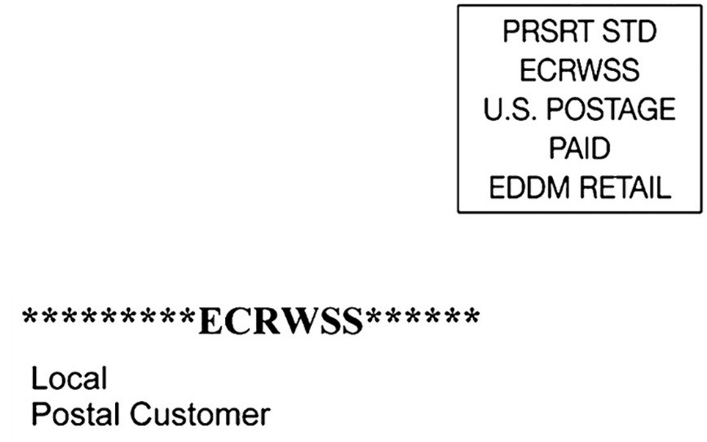 PRSRT STD
ECRWSS
U.S. POSTAGE
PAID
EDDM RETAIL
*********ECRWSS******
Local
Postal Customer